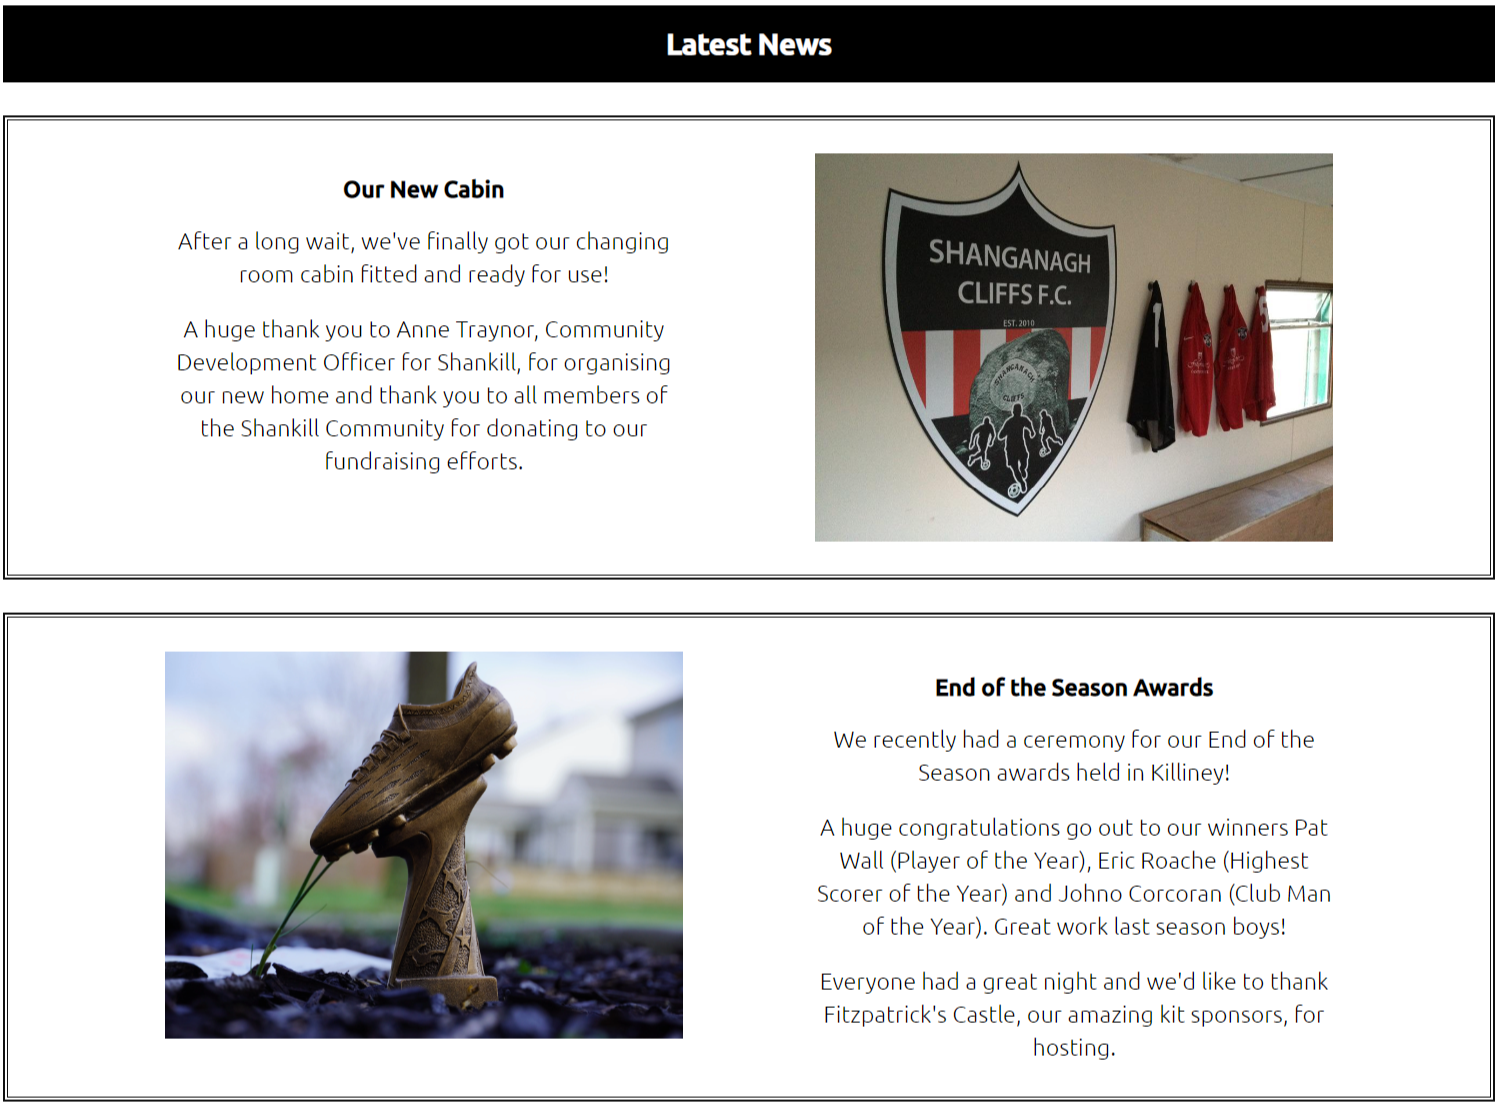 Latest News
Our New Cabin
After a long wait, we've finally got our changing
room cabin fitted and ready for use!
A huge thank you to Anne Traynor, Community
Development Officer for Shankill, for organising
our new home and thank you to all members of
the Shankill Community for donating to our
fundraising efforts.
SHANGANAGH
CLIFFS F.C.
EST. 2010
SHANGANAGH
CLIFFS
1
End of the Season Awards
We recently had a ceremony for our End of the
Season awards held in Killiney!
A huge congratulations go out to our winners Pat
Wall (Player of the Year), Eric Roache (Highest
Scorer of the Year) and Johno Corcoran (Club Man
of the Year). Great work last season boys!
Everyone had a great night and we'd like to thank
Fitzpatrick's Castle, our amazing kit sponsors, for
hosting.